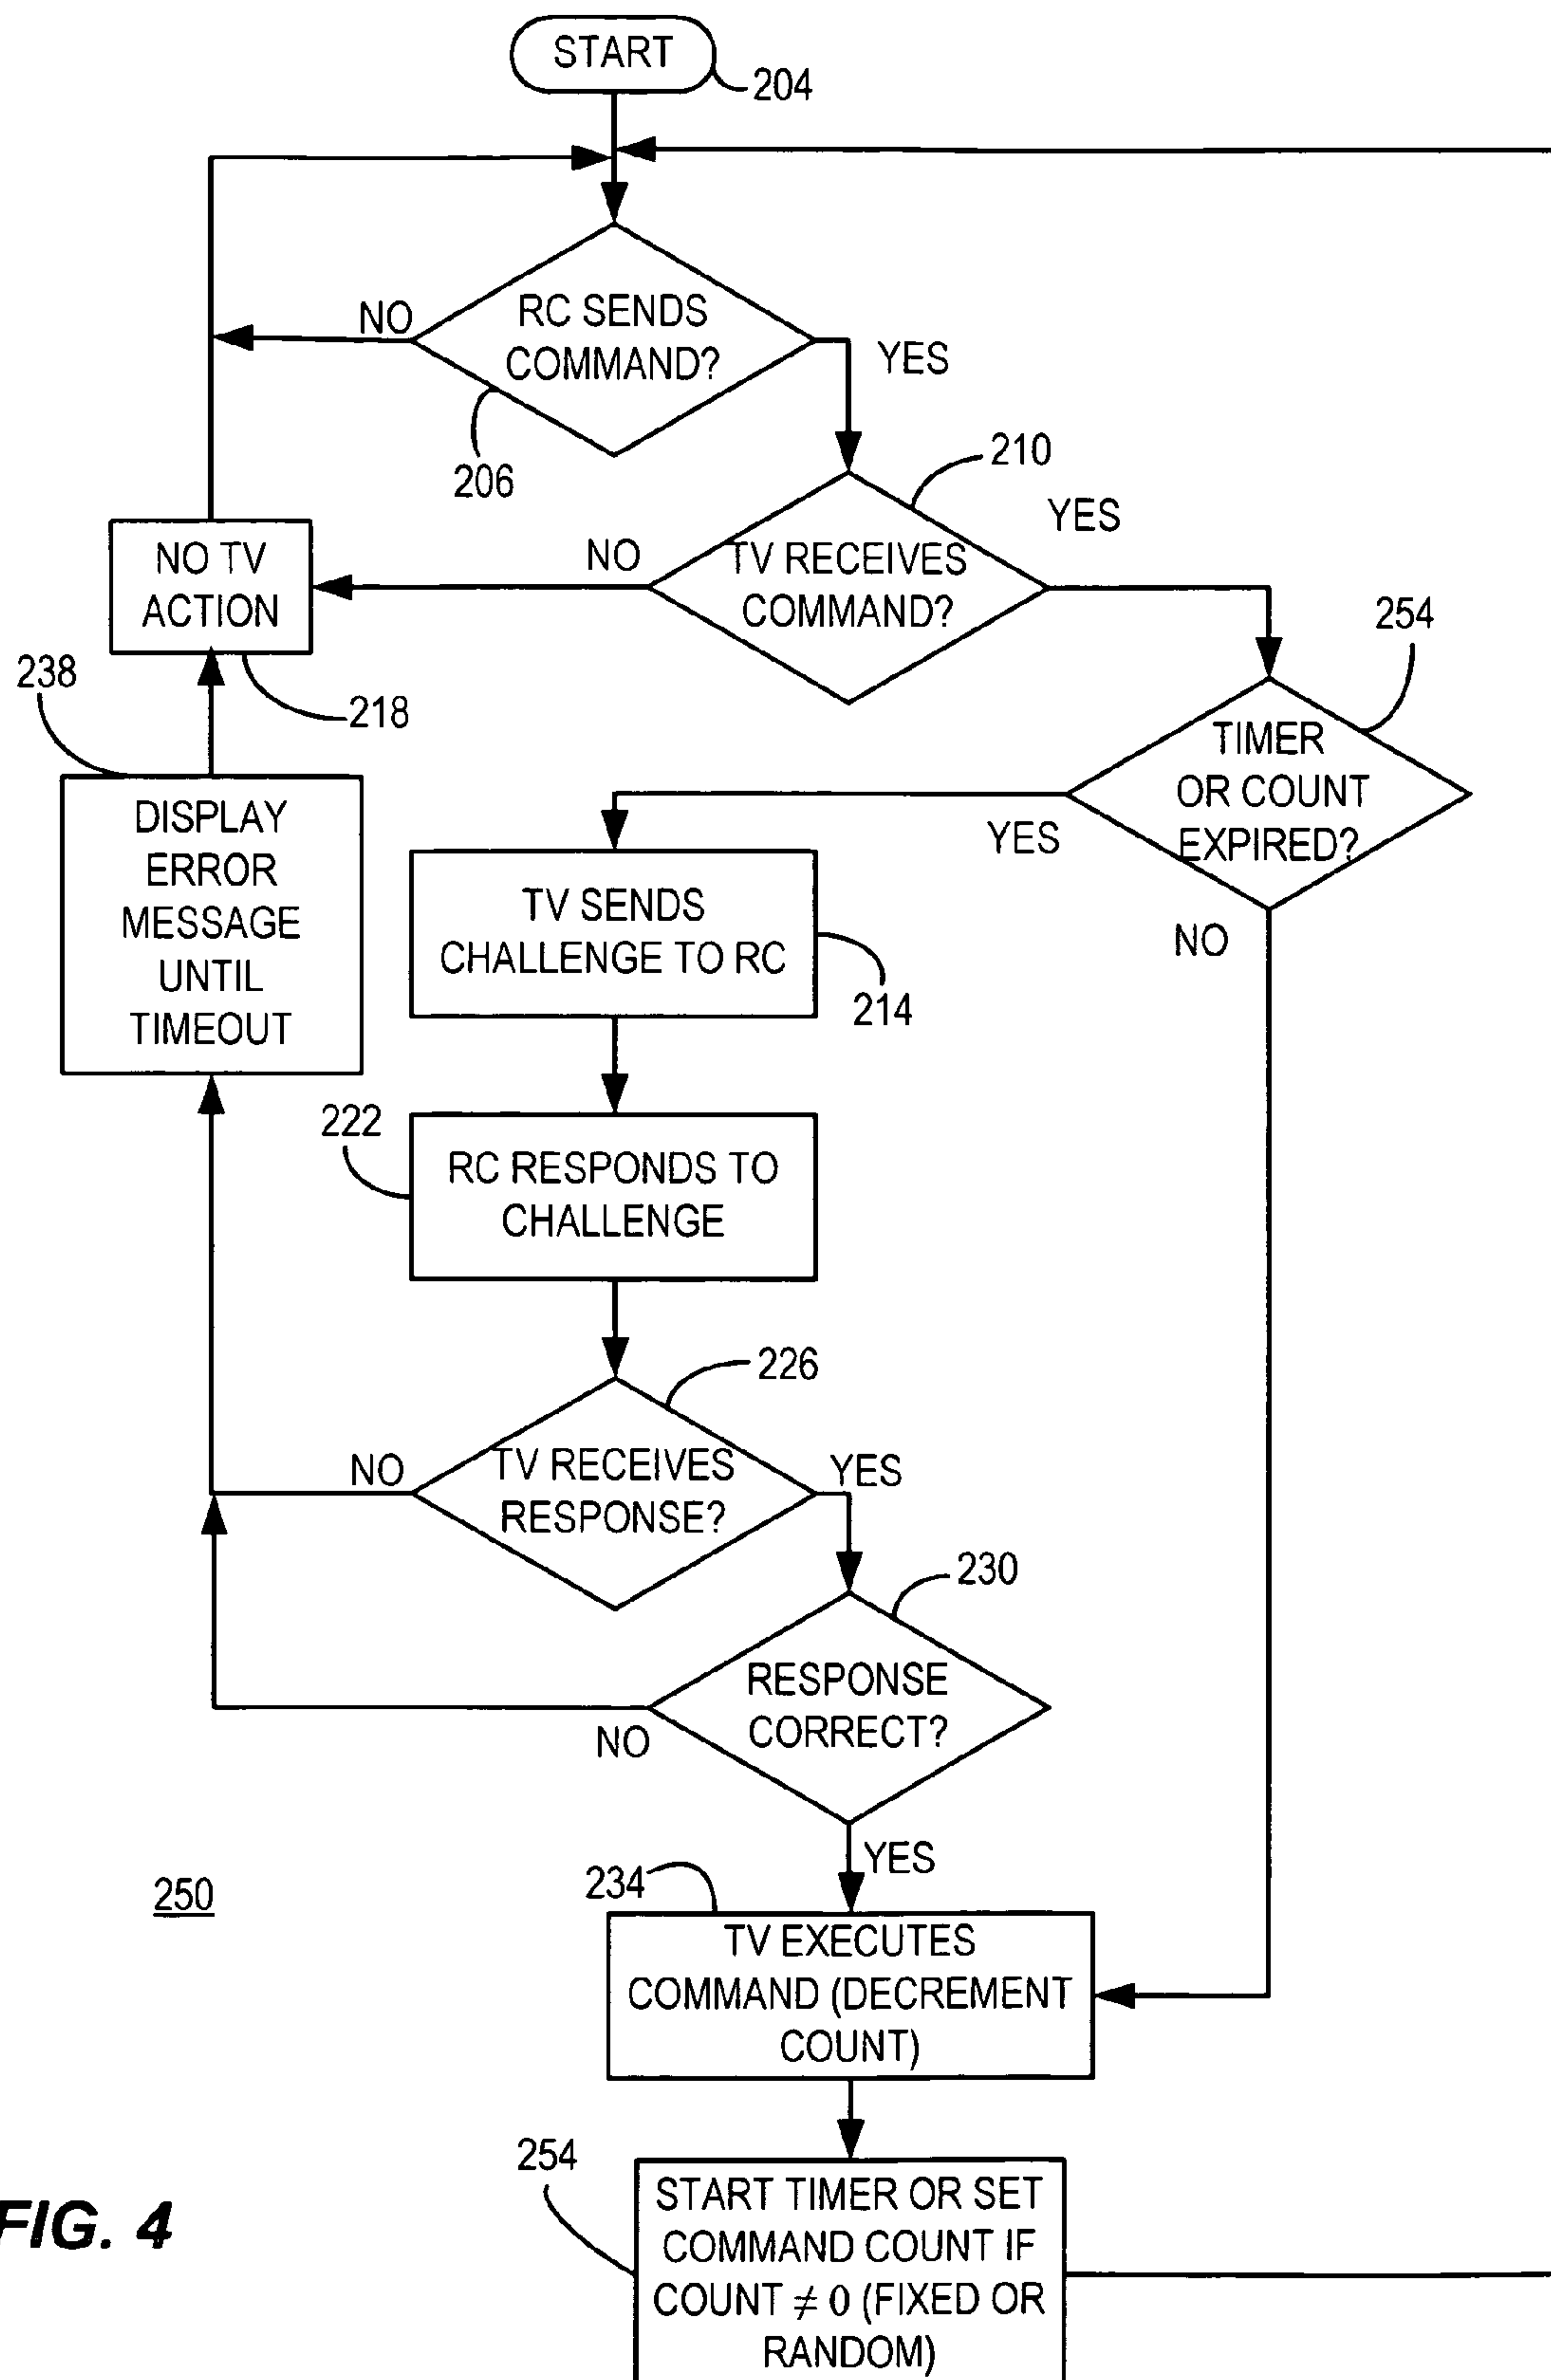 START
204
RC SENDS
COMMAND?
NO
YES
206
210
YES
TV RECEIVES
COMMAND?
NO
NO TV
ACTION
218
254
TIMER
OR COUNT
EXPIRED?
YES
NO
238
DISPLAY
ERROR
MESSAGE
UNTIL
TIMEOUT
TV SENDS
CHALLENGE TO RC
214
222
RC RESPONDS TO
CHALLENGE
226
TV RECEIVES
RESPONSE?
NO
YES
230
RESPONSE
CORRECT?
NO
YES
250
234
TV EXECUTES
COMMAND (DECREMENT
COUNT)
254
START TIMER OR SET
COMMAND COUNT IF
COUNT ≠ 0 (FIXED OR
RANDOM)
FIG. 4